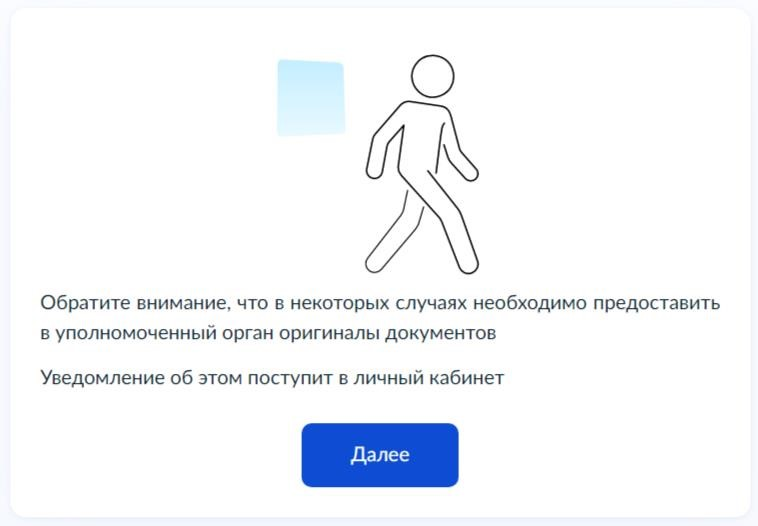 Обратите внимание, что в некоторых случаях необходимо предоставить
в уполномоченный орган оригиналы документов
Уведомление об этом поступит в личный кабинет
Далее